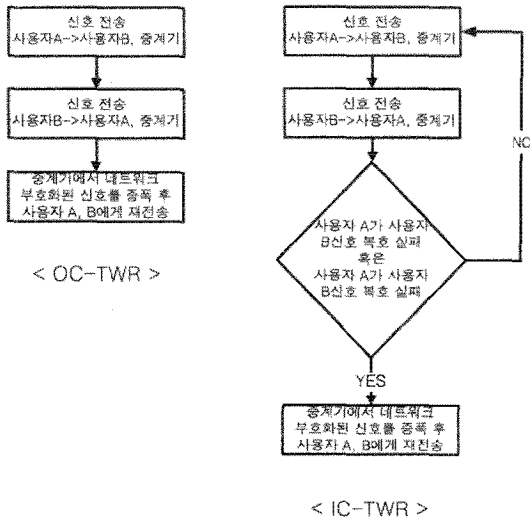 신호 전송
사용자A->사용자B, 중계기
신호 전송
사용자B->사용자A, 중계기
중계기에서 네트워크
부호화된 신호를 증폭 후
사용자 A, B에게 재전송
< OC-TWR >
신호 전송
사용자A->사용자B, 중계기
신호 전송
사용자B->사용자A, 중계기
사용자 A가 사용자
B신호 복호 실패
혹은
사용자 A가 사용자
B신호 복호 실패
NO
YES
중계기에서 네트워크
부호화된 신호를 증폭 후
사용자 A, B에게 재전송
< IC-TWR >